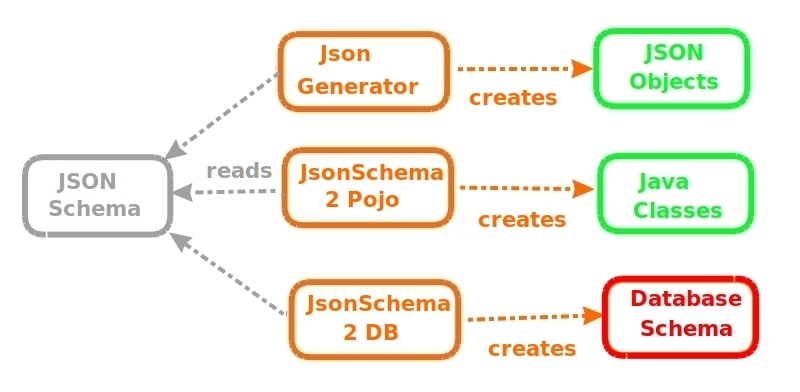 Json
Generator
creates
JSON
Objects
JSON
Schema
reads
JsonSchema
2 Pojo
creates
Java
Classes
JsonSchema
2 DB
creates
Database
Schema